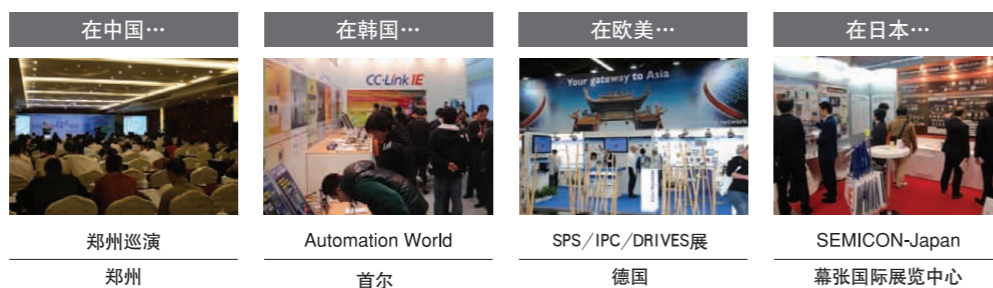 在中国…
在韩国…
在欧美…
在日本…
CC-Link IE
Your gateway to Asia
郑州巡演
Automation World
SPS/IPC/DRIVES展
SEMICON-Japan
郑州
首尔
德国
幕张国际展览中心